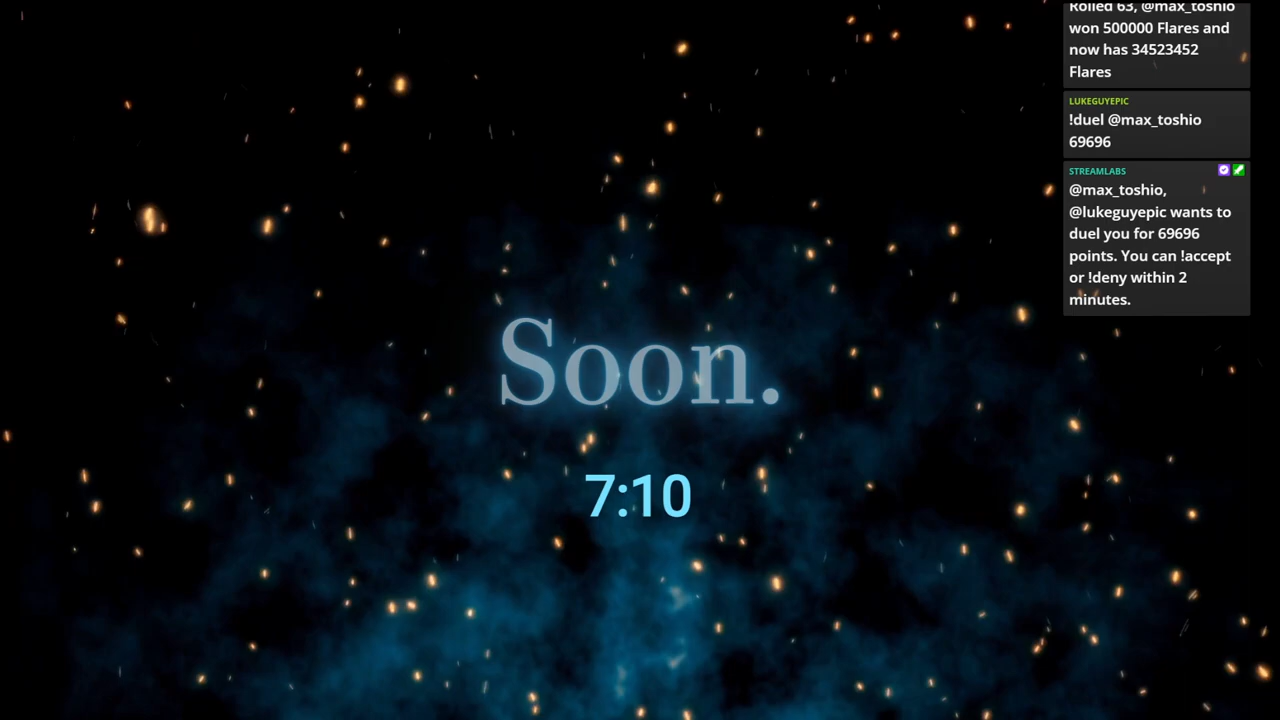 Rolled 63, @max_toshio
won 500000 Flares and
now has 34523452
Flares
LUKEGUYEPIC
!duel @max_toshio
69696
STREAMLABS
@max_toshio,
@lukeguyepic wants to
duel you for 69696
points. You can !accept
or !deny within 2
minutes.
Soon.
7:10